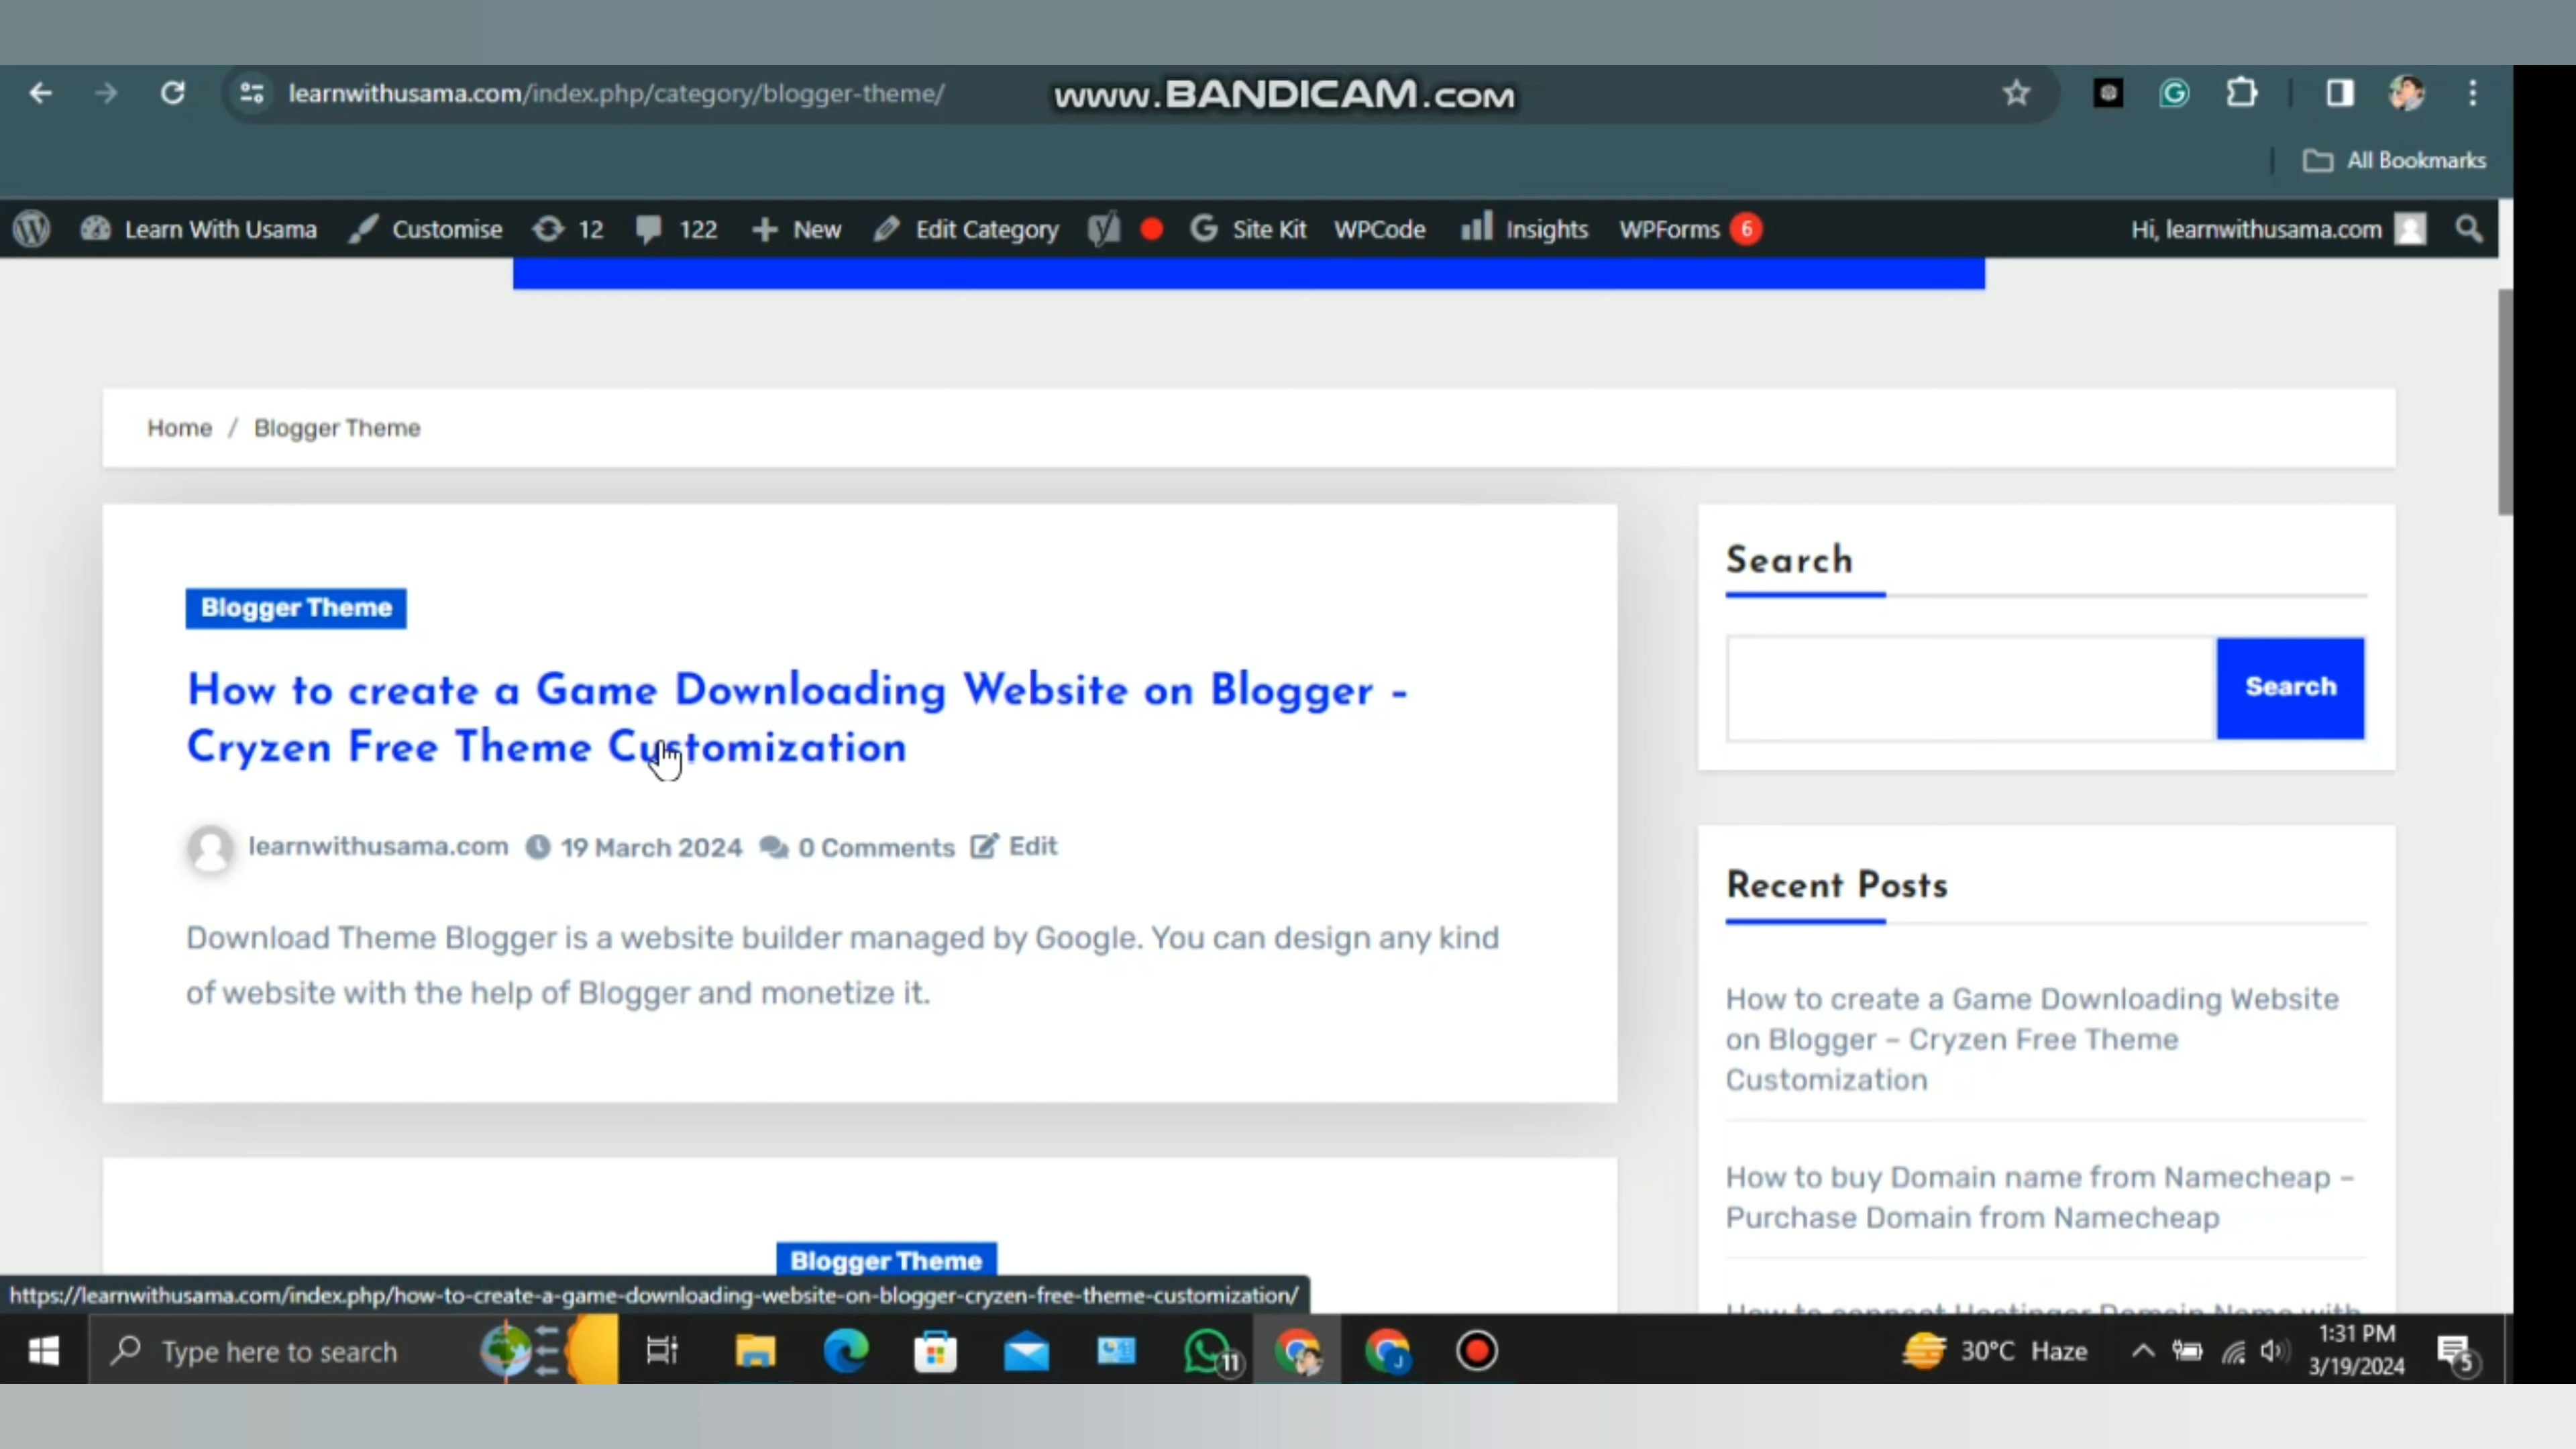 learnwithusama.com/index.php/category/blogger-theme/
www.BANDICAM.com
All Bookmarks
Learn With Usama Customise 12 122 New Edit Category Site Kit WPCode Insights WPForms 6 Hi, learnwithusama.com
Home / Blogger Theme
Blogger Theme
How to create a Game Downloading Website on Blogger –
Cryzen Free Theme Customization
learnwithusama.com 19 March 2024 0 Comments Edit
Download Theme Blogger is a website builder managed by Google. You can design any kind
of website with the help of Blogger and monetize it.
Blogger Theme
Search
Search
Recent Posts
How to create a Game Downloading Website
on Blogger – Cryzen Free Theme
Customization
How to buy Domain name from Namecheap –
Purchase Domain from Namecheap
How to connect Hostinger Domain Name with
https://learnwithusama.com/index.php/how-to-create-a-game-downloading-website-on-blogger-cryzen-free-theme-customization/
Type here to search
11
J
30°C Haze
1:31 PM
3/19/2024
5